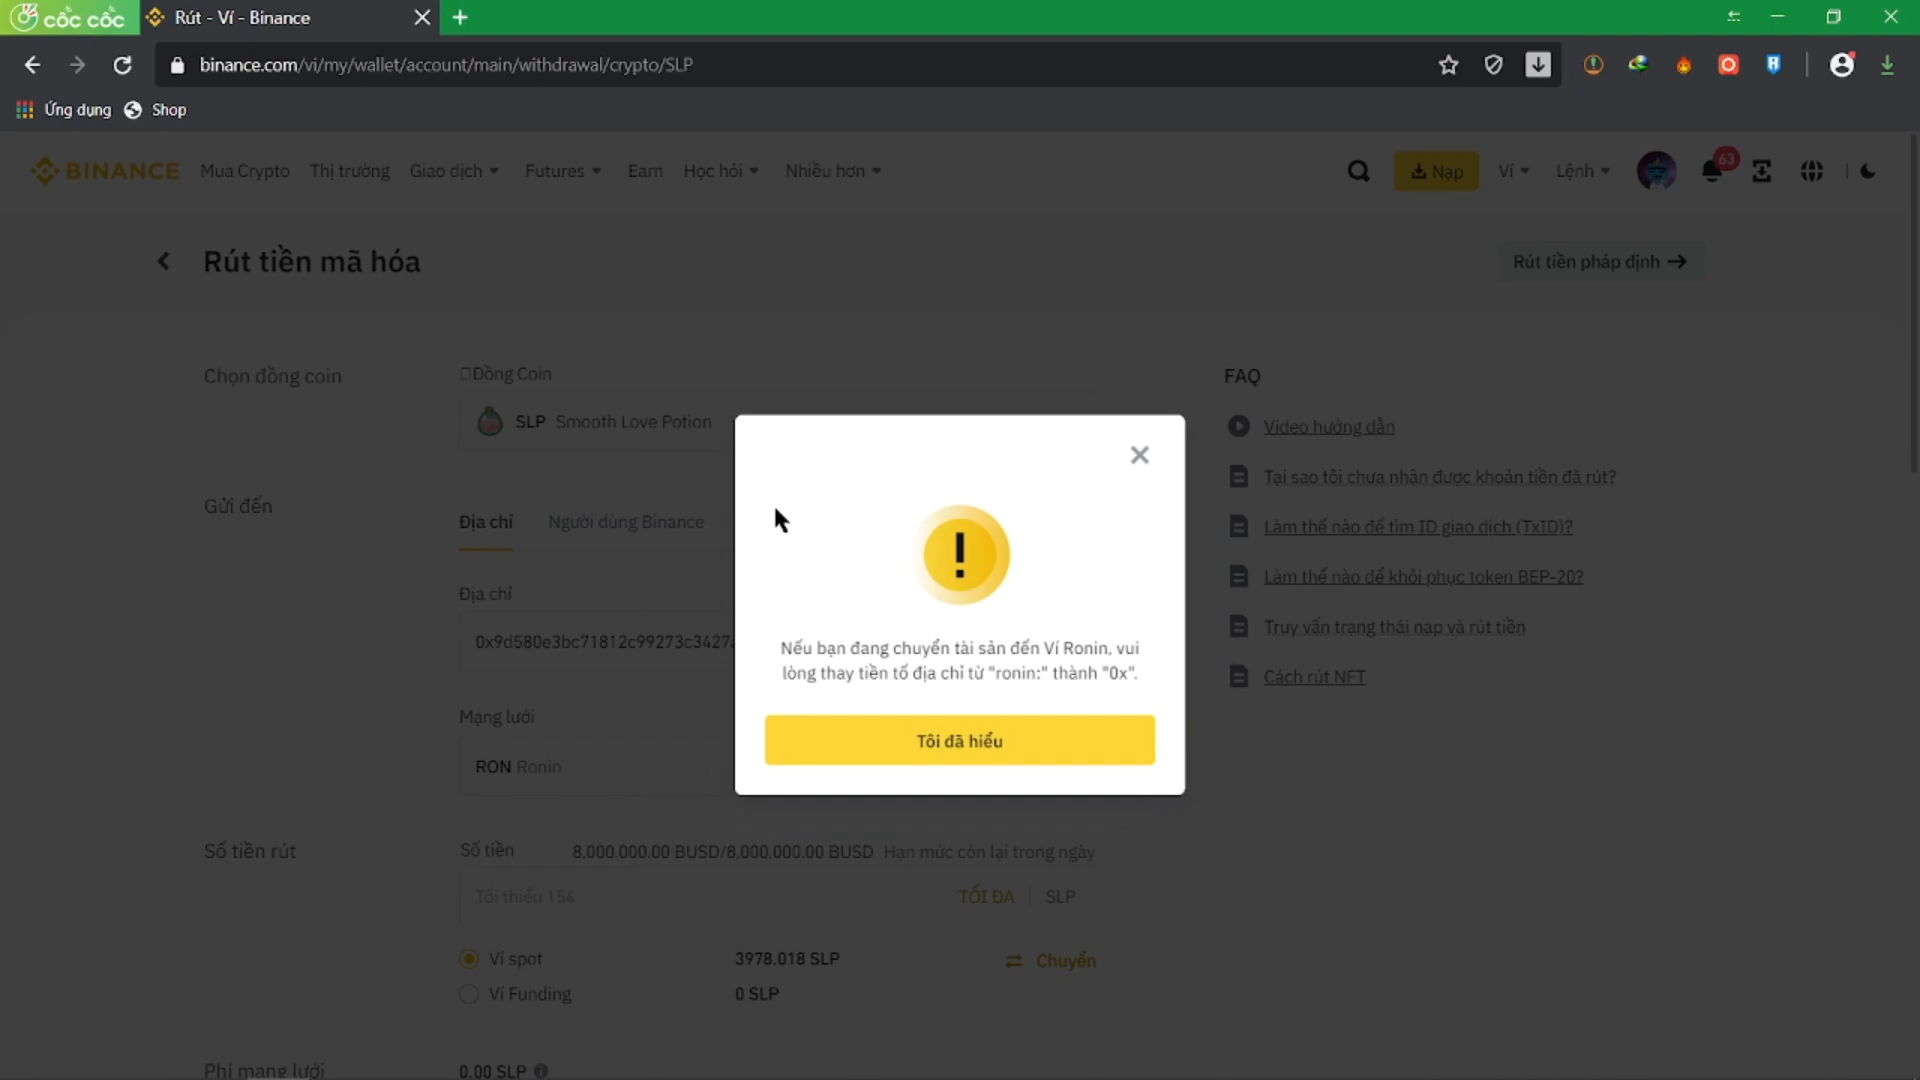 cốc cốc
Rút - Ví - Binance
binance.com/vi/my/wallet/account/main/withdrawal/crypto/SLP
Ứng dụng
Shop
BINANCE
Mua Crypto
Thị trường
Giao dịch
Futures
Earn
Học hỏi
Nhiều hơn
Nạp
Ví
Lệnh
63
Rút tiền mã hóa
Rút tiền pháp định
Chọn đồng coin
Đồng Coin
SLP Smooth Love Potion
FAQ
Video hướng dẫn
Tại sao tôi chưa nhận được khoản tiền đã rút?
Gửi đến
Địa chỉ
Người dùng Binance
Làm thế nào để tìm ID giao dịch (TxID)?
Làm thế nào để khôi phục token BEP-20?
Địa chỉ
0x9d580e3bc71812c99273c3427
Truy vấn trạng thái nạp và rút tiền
Cách rút NFT
Nếu bạn đang chuyển tài sản đến Ví Ronin, vui
lòng thay tiền tố địa chỉ từ "ronin:" thành "0x".
Tôi đã hiểu
Mạng lưới
RON Ronin
Số tiền rút
Số tiền
8,000,000.00 BUSD/8,000,000.00 BUSD Hạn mức còn lại trong ngày
Tối thiểu 154
TỐI ĐA
SLP
Ví spot
3978.018 SLP
Chuyển
Ví Funding
0 SLP
Phí mạng lưới
0.00 SLP